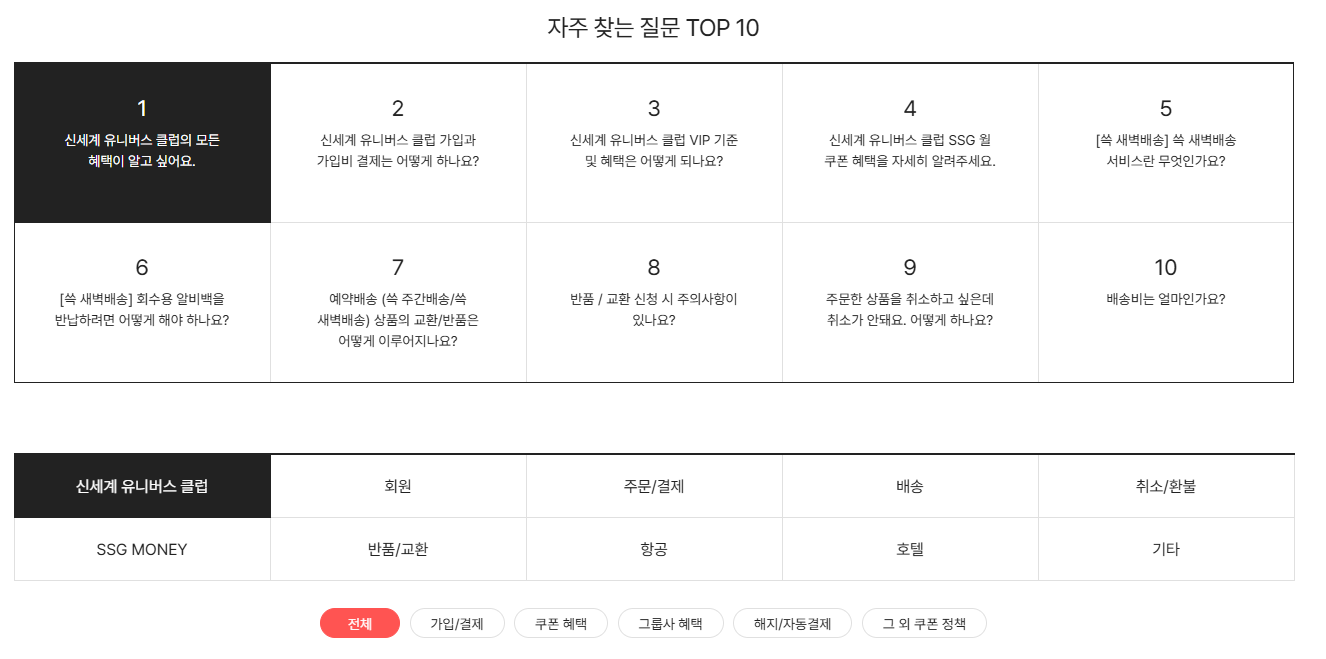 자주 찾는 질문 TOP 10
1
신세계 유니버스 클럽의 모든
혜택이 알고 싶어요.
2
신세계 유니버스 클럽 가입과
가입비 결제는 어떻게 하나요?
3
신세계 유니버스 클럽 VIP 기준
및 혜택은 어떻게 되나요?
4
신세계 유니버스 클럽 SSG 월
쿠폰 혜택을 자세히 알려주세요.
5
[쓱 새벽배송] 쓱 새벽배송
서비스란 무엇인가요?
6
[쓱 새벽배송] 회수용 알비백을
반납하려면 어떻게 해야 하나요?
7
예약배송 (쓱 주간배송/쓱
새벽배송) 상품의 교환/반품은
어떻게 이루어지나요?
8
반품 / 교환 신청 시 주의사항이
있나요?
9
주문한 상품을 취소하고 싶은데
취소가 안돼요. 어떻게 하나요?
10
배송비는 얼마인가요?
신세계 유니버스 클럽
회원
주문/결제
배송
취소/환불
SSG MONEY
반품/교환
항공
호텔
기타
전체
가입/결제
쿠폰 혜택
그룹사 혜택
해지/자동결제
그 외 쿠폰 정책